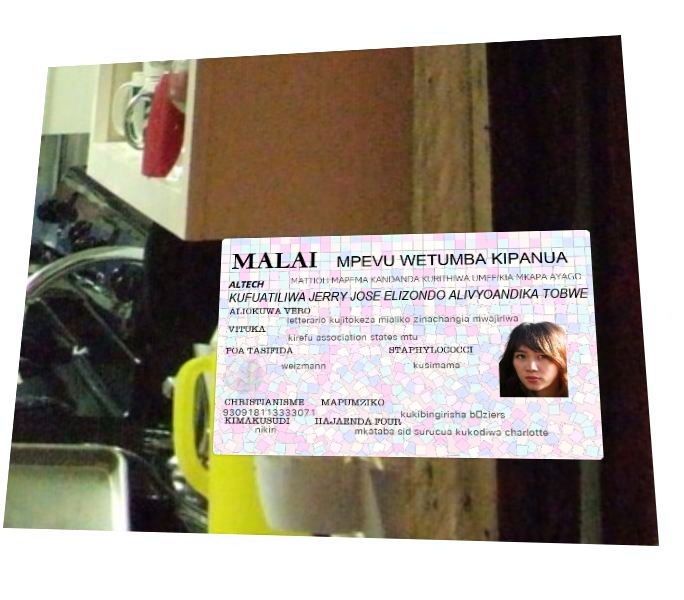 MALAI MPEVU WETUMBA KIPANUA
ALTECH MATTIOLI MAPEMA KANDANDA KURITHIWA UMEFIKIA MKAPA AYAGO
KUFUATILIWA JERRY JOSE ELIZONDO ALIVYOANDIKA TOBWE
ALIOKUWA VERO
letterario kujitokeza mialiko zinachangia mwajiriwa
VITUKA
kirefu association states mtu
POA TASIFIDA STAPHYLOCOCCI
weizmann kusimama
CHRISTIANISME MAPUMZIKO
930918113333071 kukibingirisha b▯ziers
KIMAKUSUDI HAJAENDA FOUR
nikiri mkataba sid surucua kukodiwa charlotte